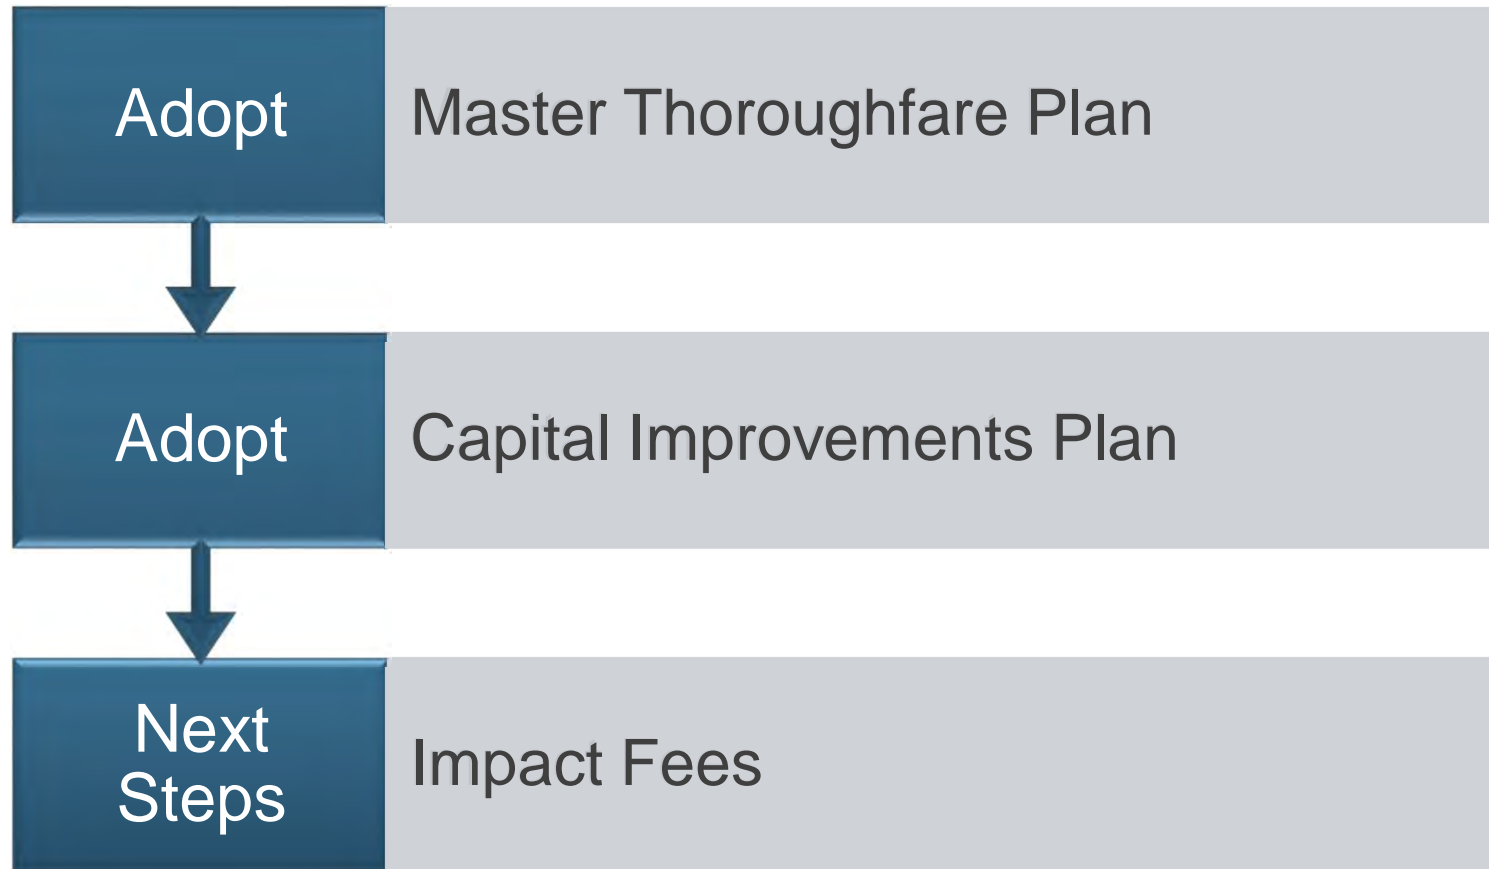 Adopt
Master Thoroughfare Plan
Adopt
Capital Improvements Plan
Next
Steps
Impact Fees